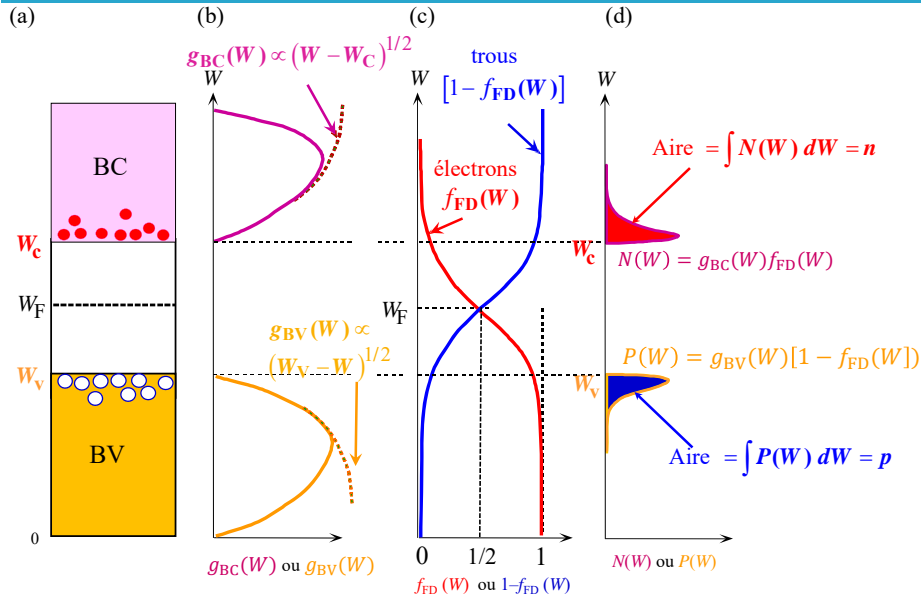 (a)
(b)
(c)
(d)
g_BC(W) ∝ (W − W_C)^1/2
trous
[1 − f_FD(W)]
W
W
W
BC
électrons
f_FD(W)
Aire = ∫ N(W) dW = n
W_c
W_c
N(W) = g_BC(W)f_FD(W)
W_F
W_F
g_BV(W) ∝
(W_V − W)^1/2
P(W) = g_BV(W)[1 − f_FD(W)])
W_v
W_v
BV
Aire = ∫ P(W) dW = p
0
0
1/2
1
g_BC(W) ou g_BV(W)
f_FD(W) ou 1–f_FD(W)
N(W) ou P(W)